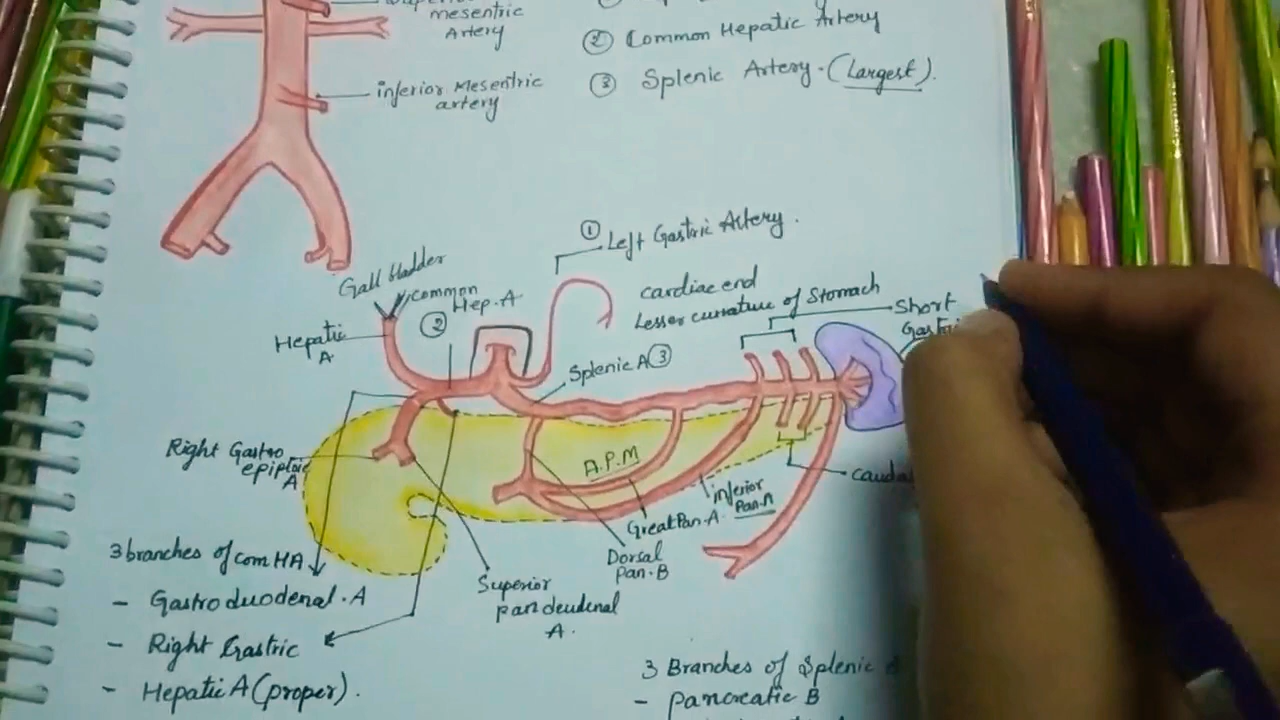 mesentric
Artery
inferior Mesentric
artery
② Common Hepatic Artery
③ Splenic Artery-(Largest).
① Left Gastric Artery.
Gall bladder
common
Hep.A
②
Hepatic
A
cardiac end
Lesser curvature of Stomach
Short
Splenic A ③
Right Gastro
epiploic
A
A.P.M
inferior
Pan.A
Great Pan.A.
Dorsal
Pan.B
Superior
pandeudenal
A.
3 branches of com HA
- Gastroduodenal.A
- Right Gastric
- Hepatic A (proper).
3 Branches of Splenic
- Pancreatic B